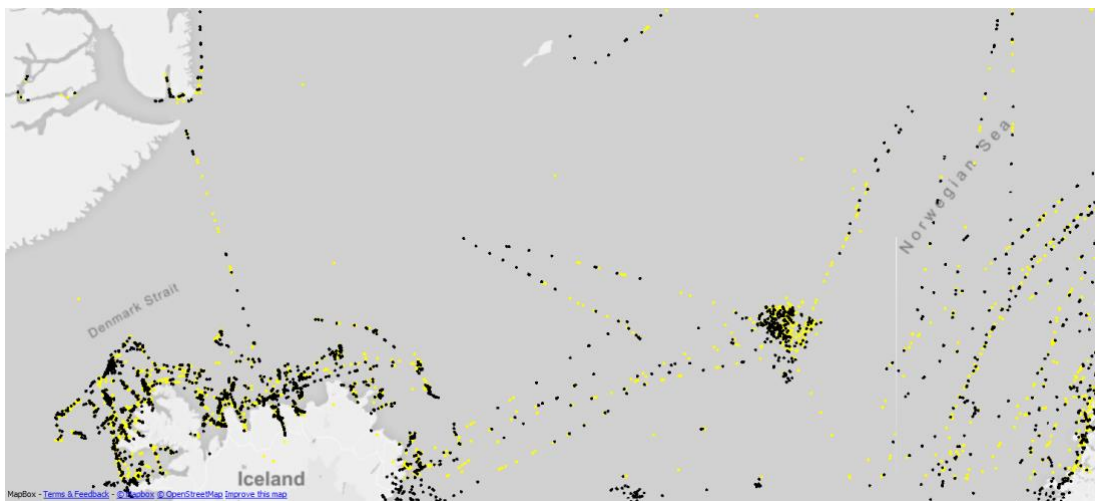 Norwegian Sea
Denmark Strait
Iceland
MapBox - Terms & Feedback - © Mapbox © OpenStreetMap Improve this map